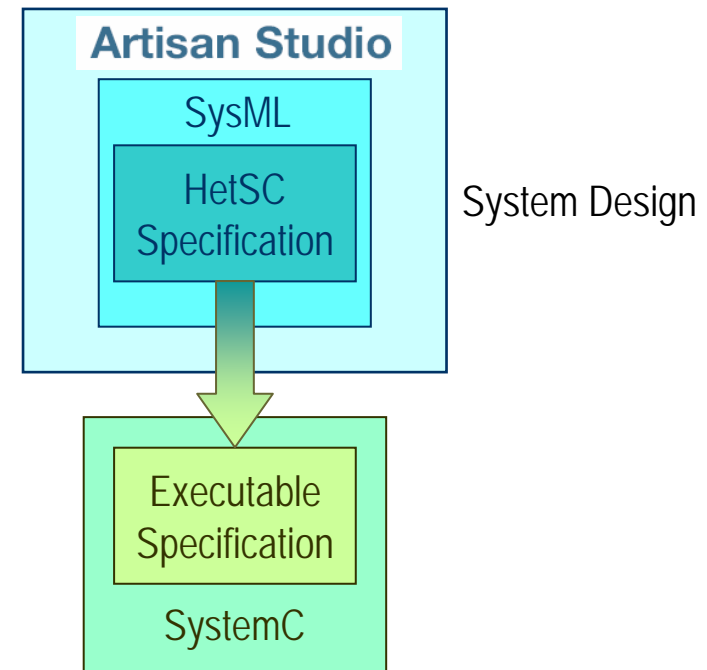 Artisan Studio
SysML
HetSC
Specification
System Design
Executable
Specification
SystemC